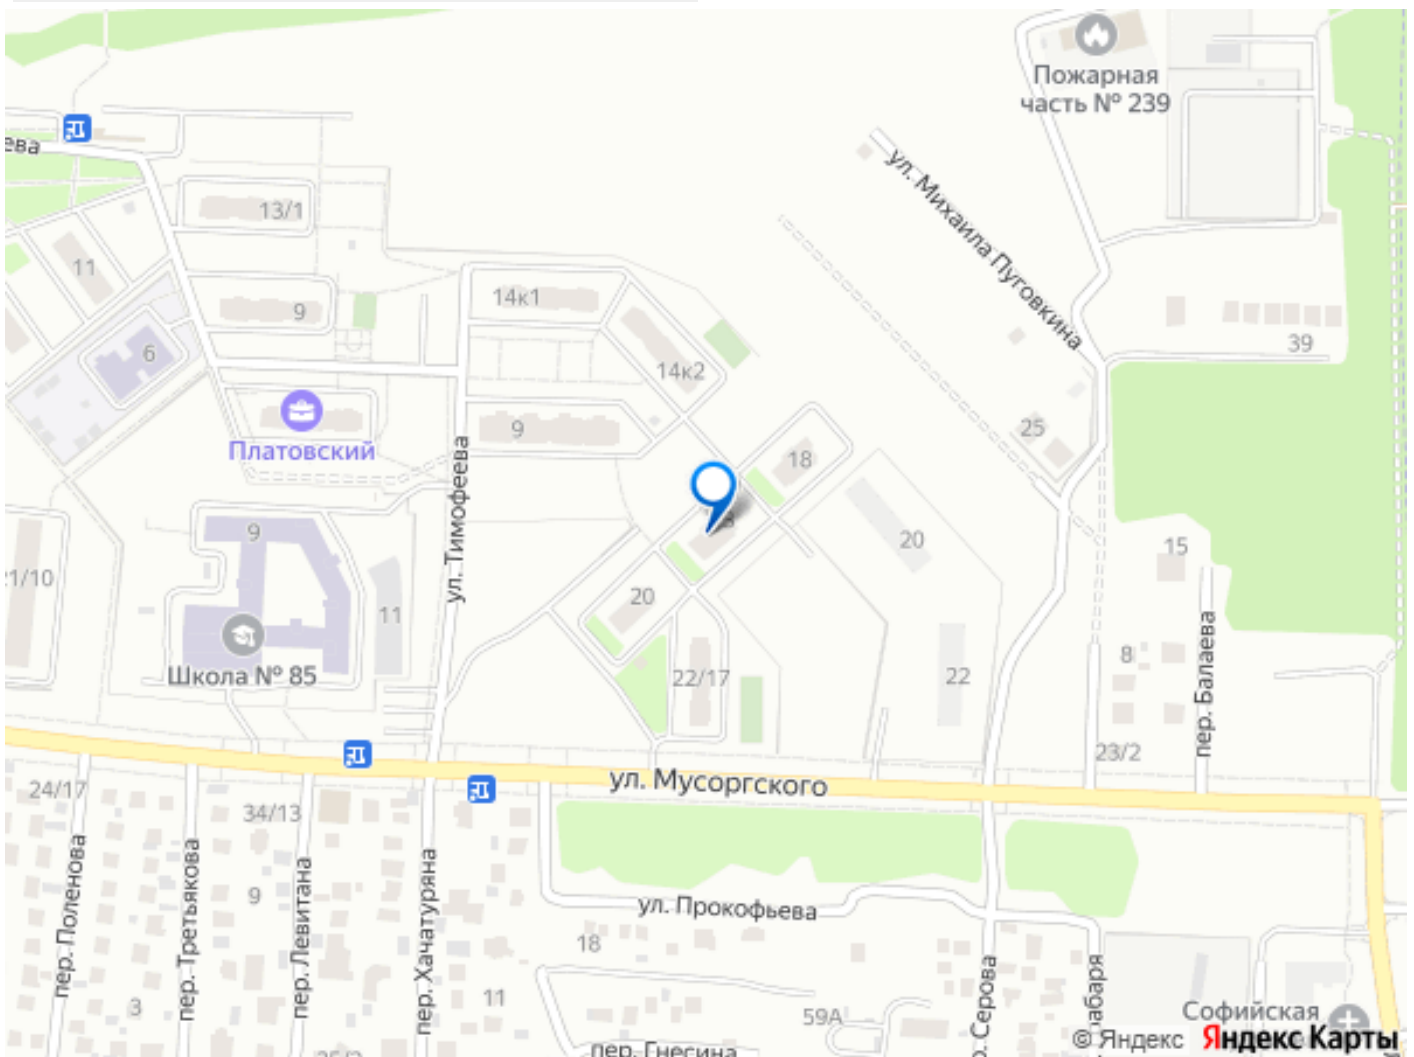 Пожарная
часть № 239
ева
ул. Михаила Пуговкина
13/1
11
9
14к1
6
14к2
39
Платовский
9
25
18
ул. Тимофеева
9
20
15
21/10
11
20
Школа № 85
22/17
22
8
пер. Балаева
23/2
ул. Мусоргского
24/17
34/13
пер. Поленова
пер. Третьякова
пер. Левитана
пер. Хачатуряна
9
ул. Прокофьева
18
3
11
59А
пер. Гнесина
р. Серова
абаря
Софийская
© Яндекс Яндекс Карты